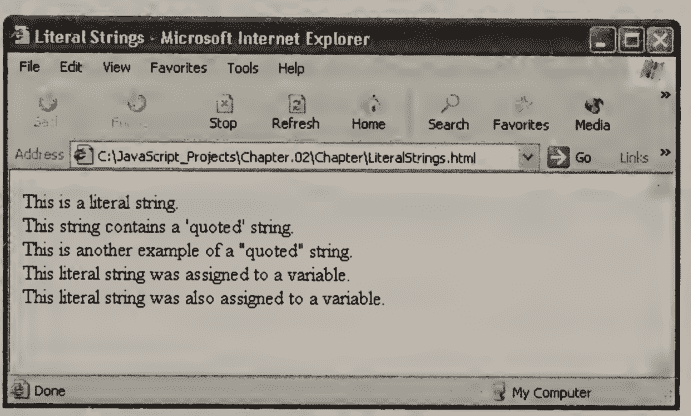 Literal Strings - Microsoft Internet Explorer
File Edit View Favorites Tools Help
Back Stop Refresh Home Search Favorites Media »
Address C:\JavaScript_Projects\Chapter.02\Chapter\LiteralStrings.html Go Links »
This is a literal string.
This string contains a 'quoted' string.
This is another example of a "quoted" string.
This literal string was assigned to a variable.
This literal string was also assigned to a variable.
Done My Computer